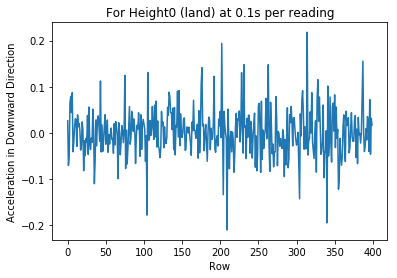 For Height0 (land) at 0.1s per reading
Acceleration in Downward Direction
0.2
0.1
0.0
−0.1
−0.2
0 50 100 150 200 250 300 350 400
Row